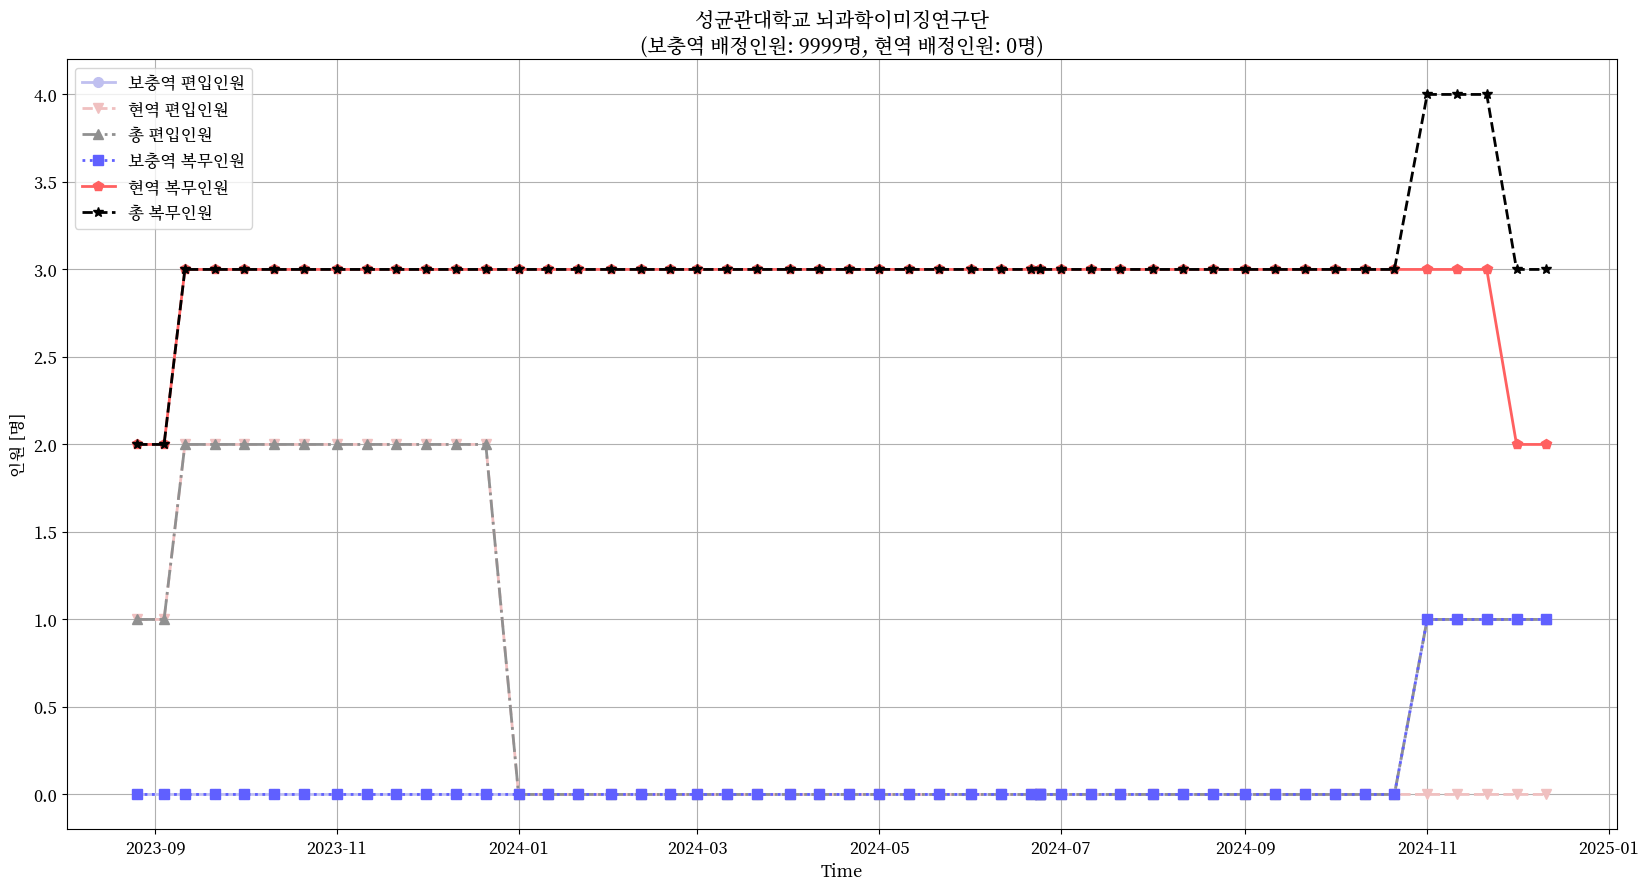 성균관대학교 뇌과학이미징연구단
(보충역 배정인원: 9999명, 현역 배정인원: 0명)
보충역 편입인원
현역 편입인원
총 편입인원
보충역 복무인원
현역 복무인원
총 복무인원
4.0
3.5
3.0
2.5
2.0
1.5
1.0
0.5
0.0
인원 [명]
2023-09 2023-11 2024-01 2024-03 2024-05 2024-07 2024-09 2024-11 2025-01
Time